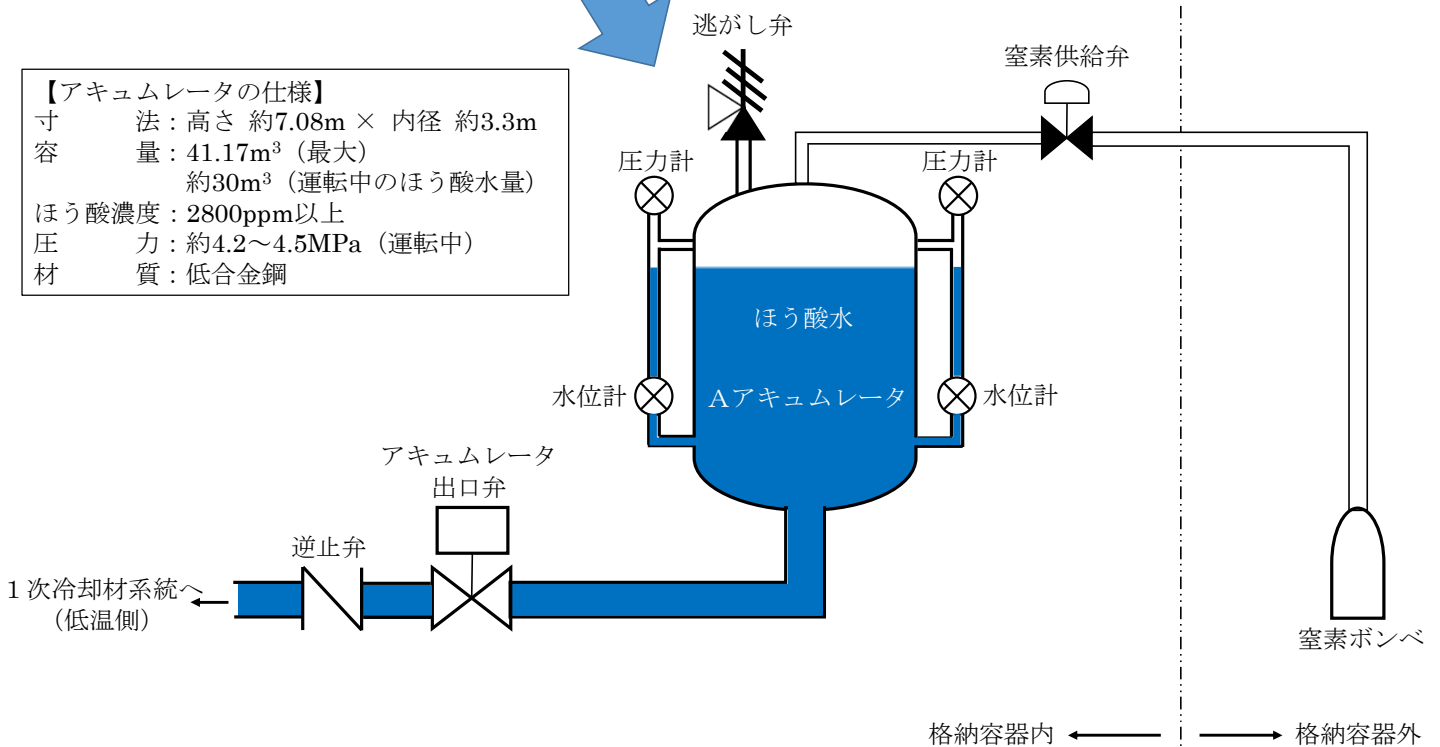 逃がし弁
窒素供給弁
【アキュムレータの仕様】
寸　　　法：高さ 約7.08m × 内径 約3.3m
容　　　量：41.17m³（最大）
約30m³（運転中のほう酸水量）
ほう酸濃度：2800ppm以上
圧　　　力：約4.2～4.5MPa（運転中）
材　　　質：低合金鋼
圧力計
圧力計
ほう酸水
水位計
Aアキュムレータ
水位計
アキュムレータ
出口弁
逆止弁
１次冷却材系統へ
（低温側）
窒素ボンベ
格納容器内
格納容器外